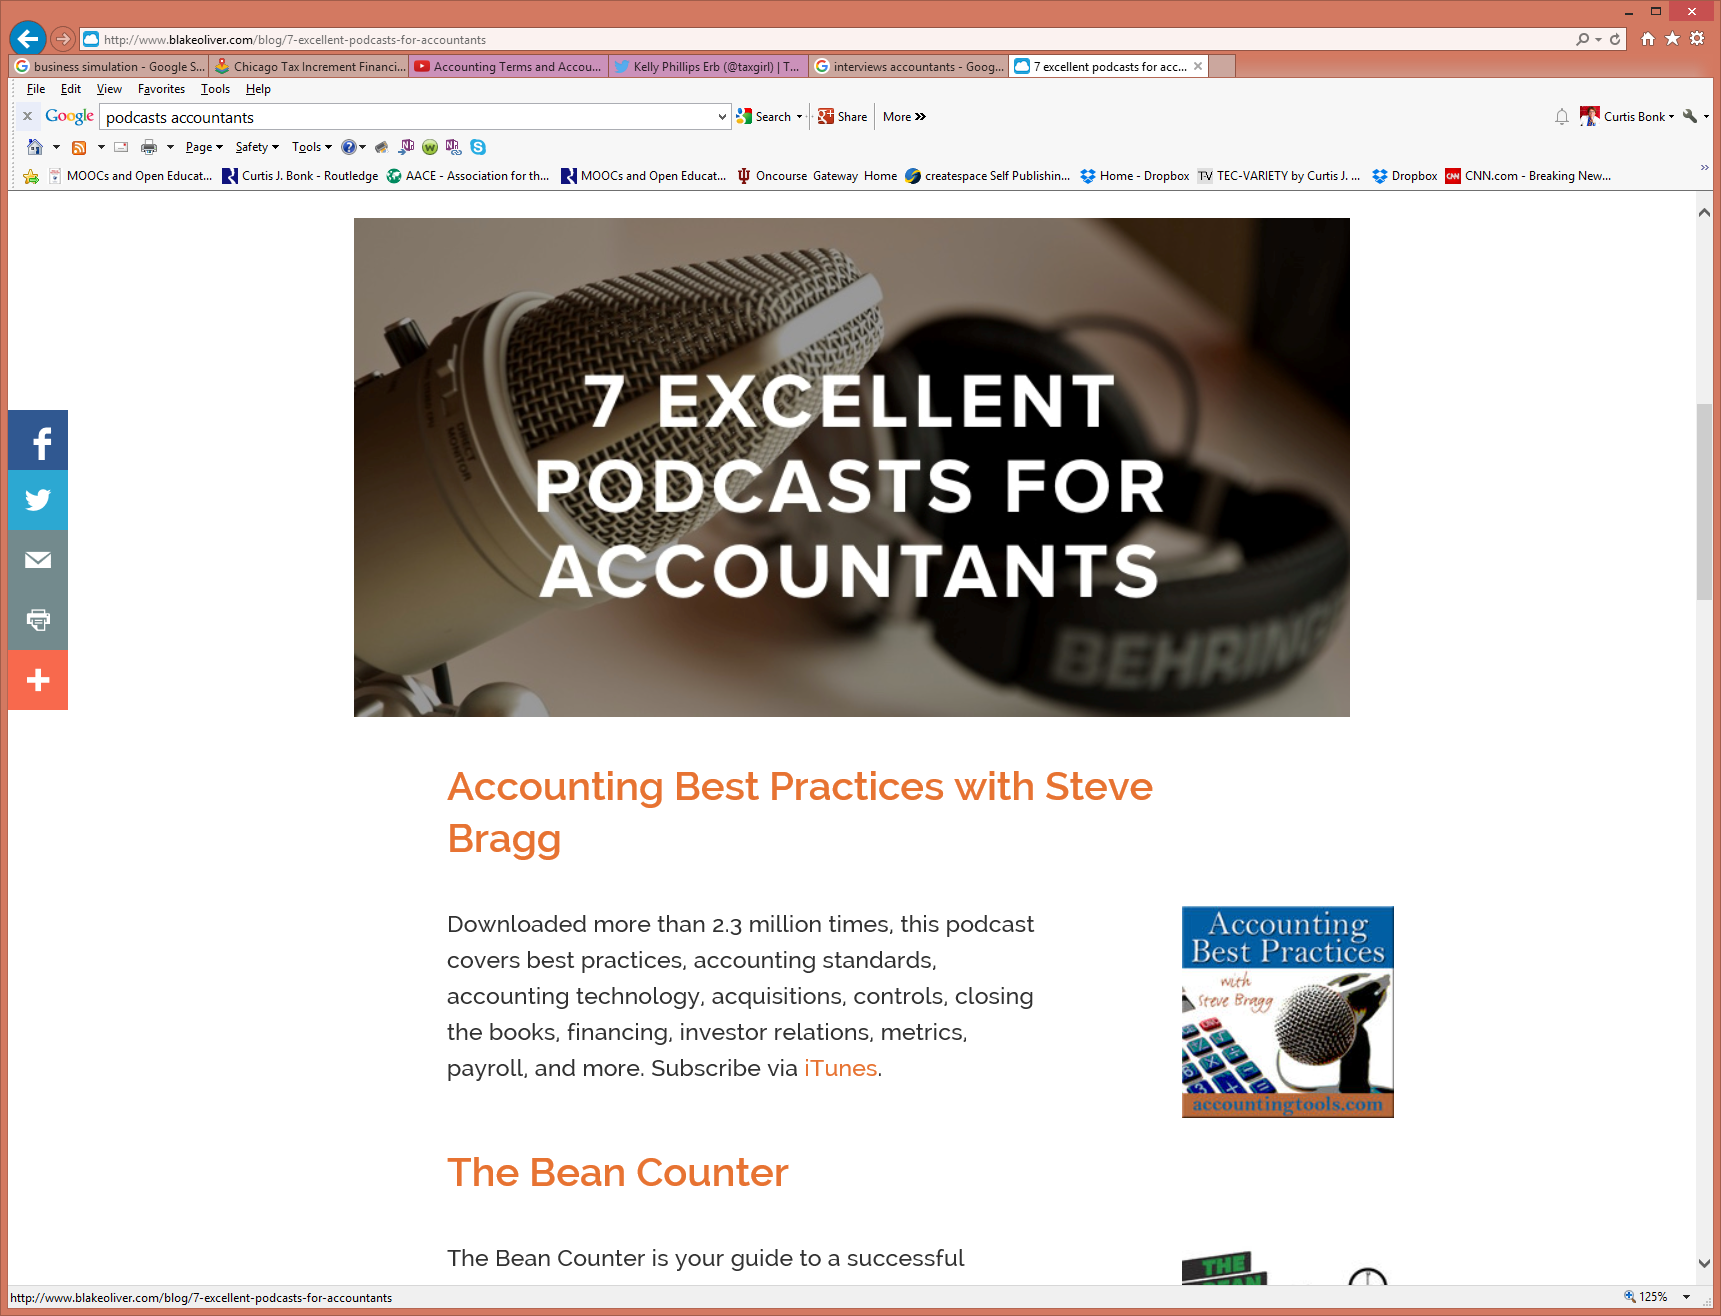 http://www.blakeoliver.com/blog/7-excellent-podcasts-for-accountants
business simulation - Google S...
Chicago Tax Increment Financi...
Accounting Terms and Accou...
Kelly Phillips Erb (@taxgirl) | T...
interviews accountants - Goog...
7 excellent podcasts for acc...
File Edit View Favorites Tools Help
x Google podcasts accountants Search Share More » Curtis Bonk
Page Safety Tools
MOOCs and Open Educat... Curtis J. Bonk - Routledge AACE - Association for th... MOOCs and Open Educat... Oncourse Gateway Home createspace Self Publishin... Home - Dropbox TEC-VARIETY by Curtis J. ... Dropbox CNN.com - Breaking New...
7 EXCELLENT
PODCASTS FOR
ACCOUNTANTS
DIRECT
MONITOR
BEHRING
Accounting Best Practices with Steve
Bragg
Downloaded more than 2.3 million times, this podcast
covers best practices, accounting standards,
accounting technology, acquisitions, controls, closing
the books, financing, investor relations, metrics,
payroll, and more. Subscribe via iTunes.
Accounting
Best Practices
with
Steve Bragg
accountingtools.com
The Bean Counter
The Bean Counter is your guide to a successful
THE
http://www.blakeoliver.com/blog/7-excellent-podcasts-for-accountants
125%